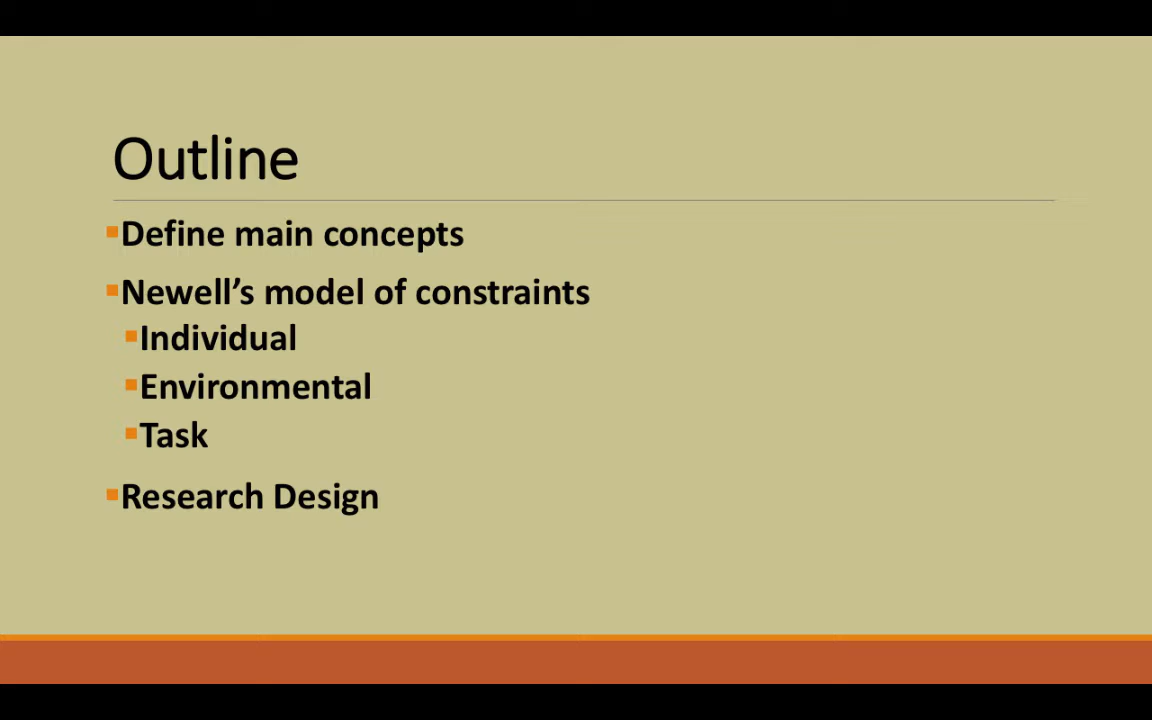 Outline
▪Define main concepts
▪Newell’s model of constraints
▪Individual
▪Environmental
▪Task
▪Research Design